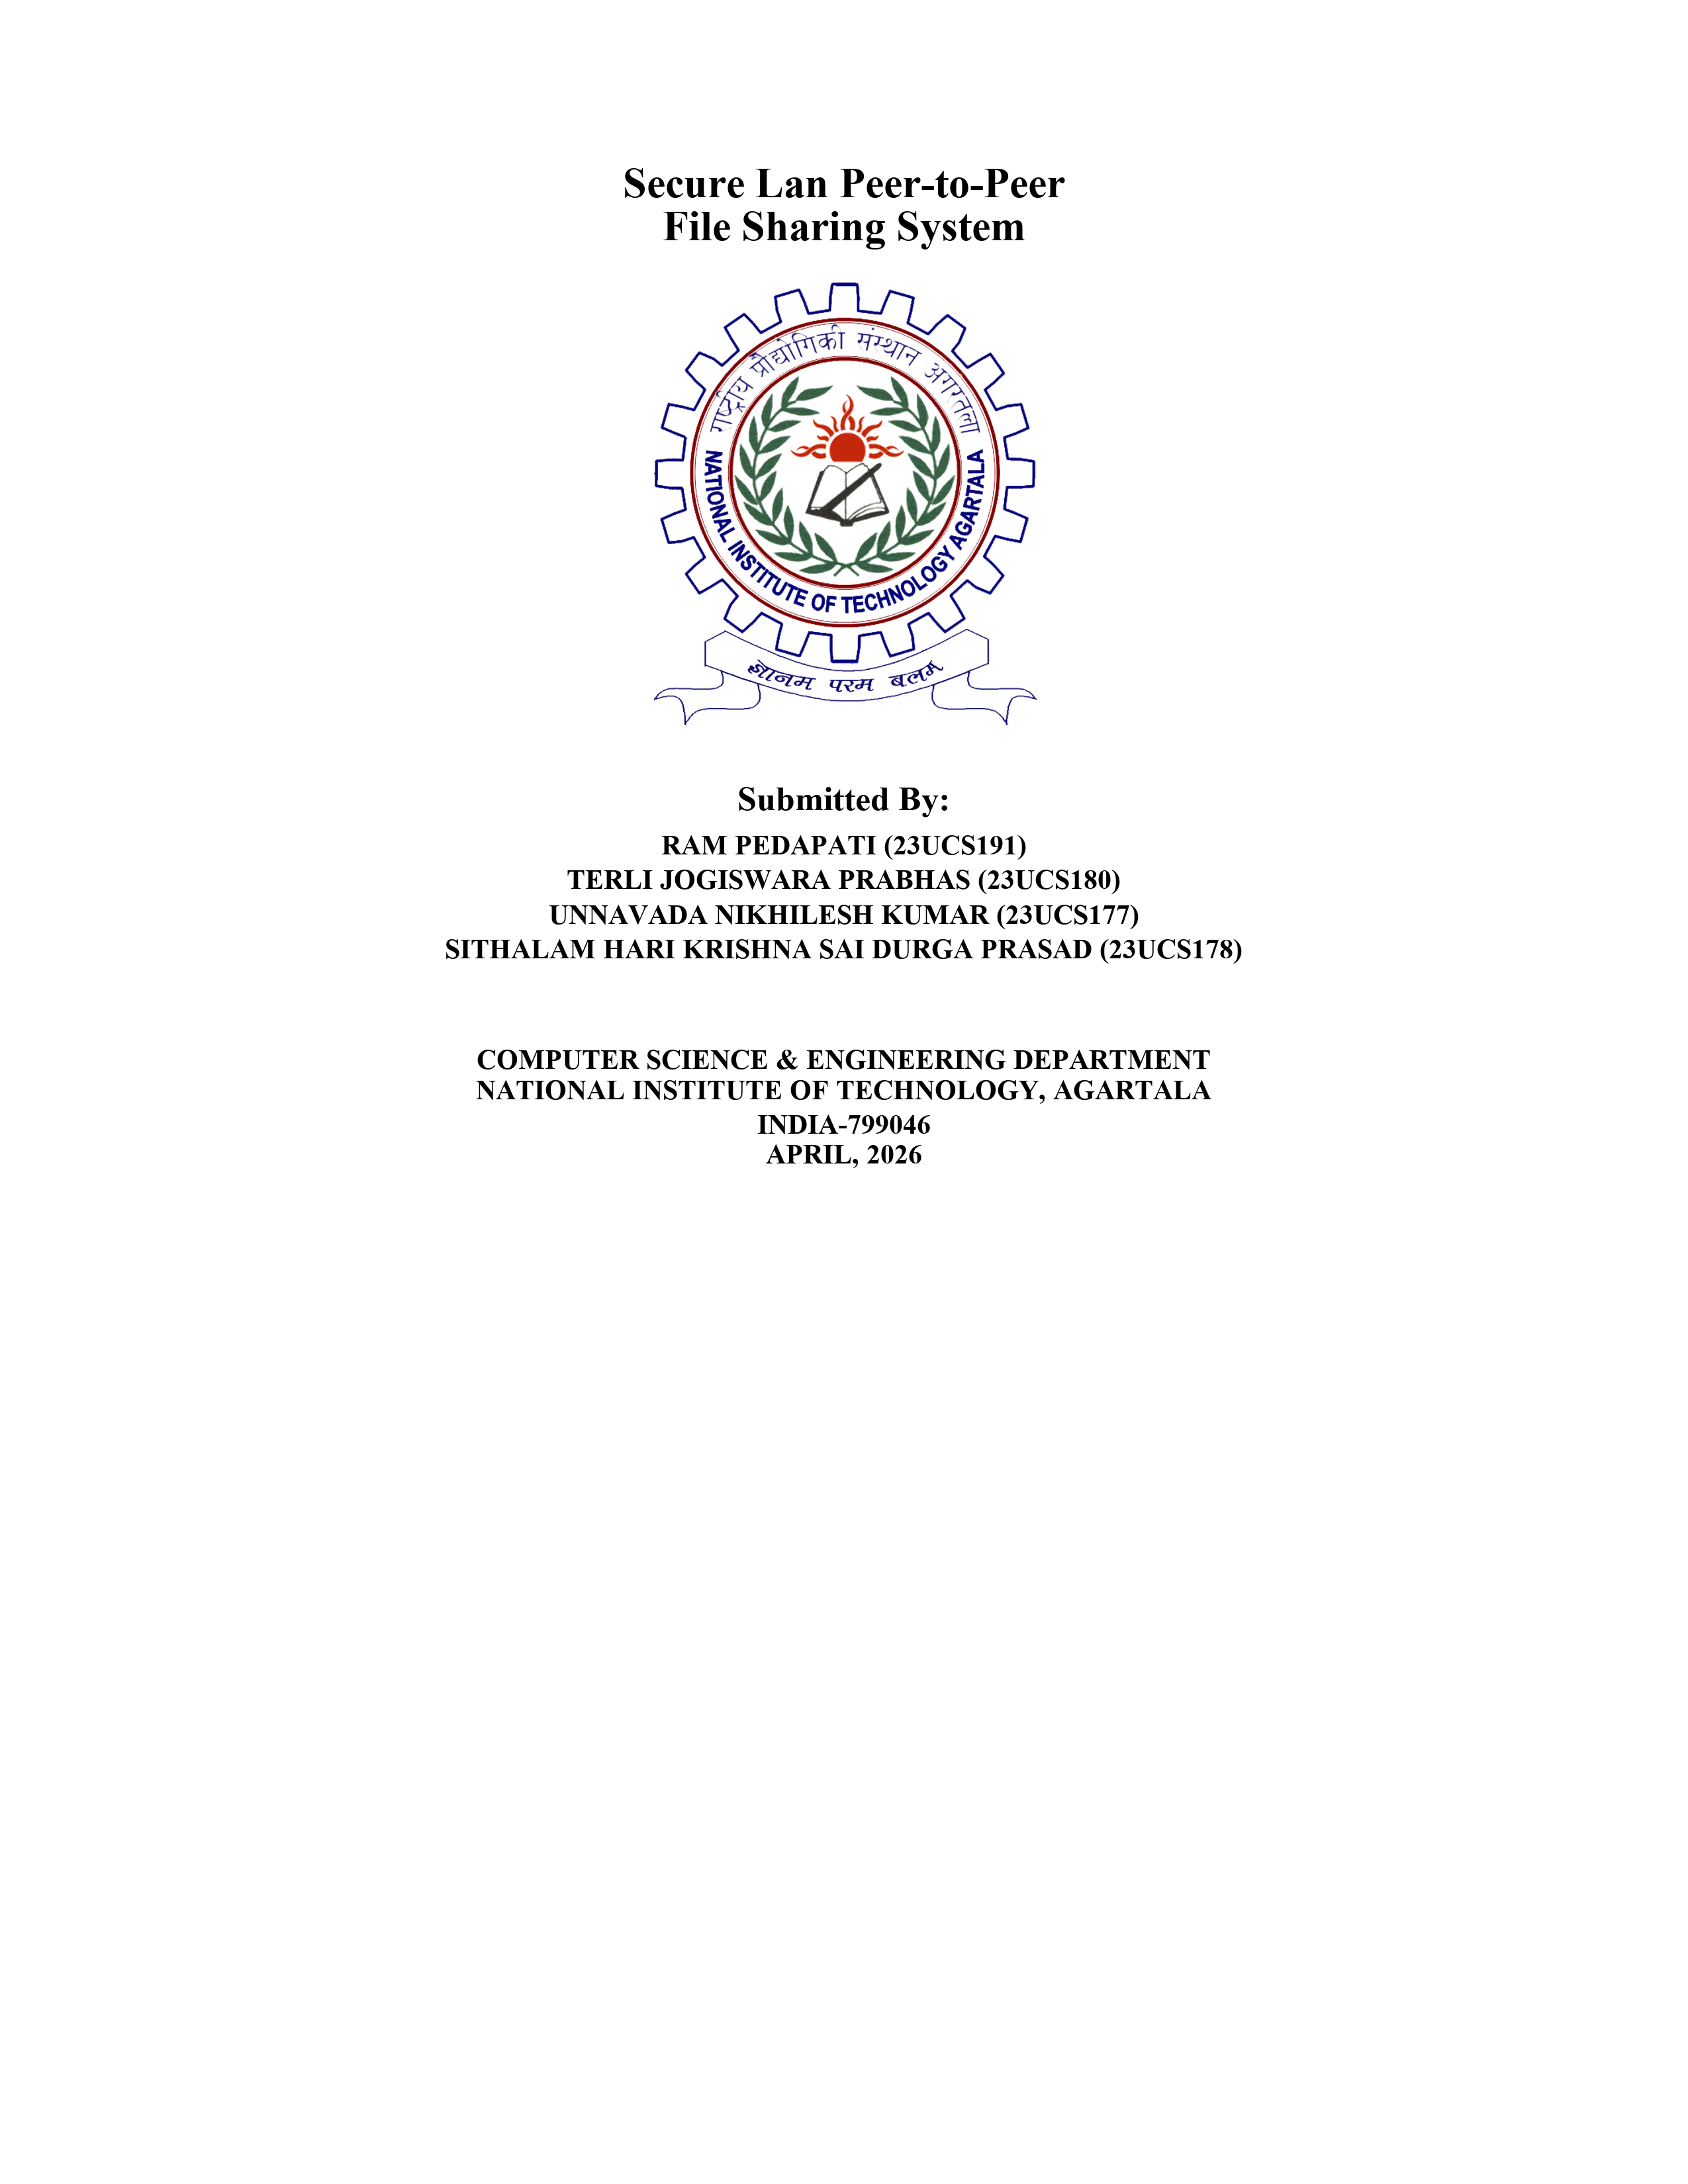 Secure Lan Peer-to-Peer
File Sharing System
राष्ट्रीय प्रौद्योगिकी संस्थान अगरतला
NATIONAL INSTITUTE OF TECHNOLOGY AGARTALA
ज्ञानम परम बलम
Submitted By:
RAM PEDAPATI (23UCS191)
TERLI JOGISWARA PRABHAS (23UCS180)
UNNAVADA NIKHILESH KUMAR (23UCS177)
SITHALAM HARI KRISHNA SAI DURGA PRASAD (23UCS178)
COMPUTER SCIENCE & ENGINEERING DEPARTMENT
NATIONAL INSTITUTE OF TECHNOLOGY, AGARTALA
INDIA-799046
APRIL, 2026